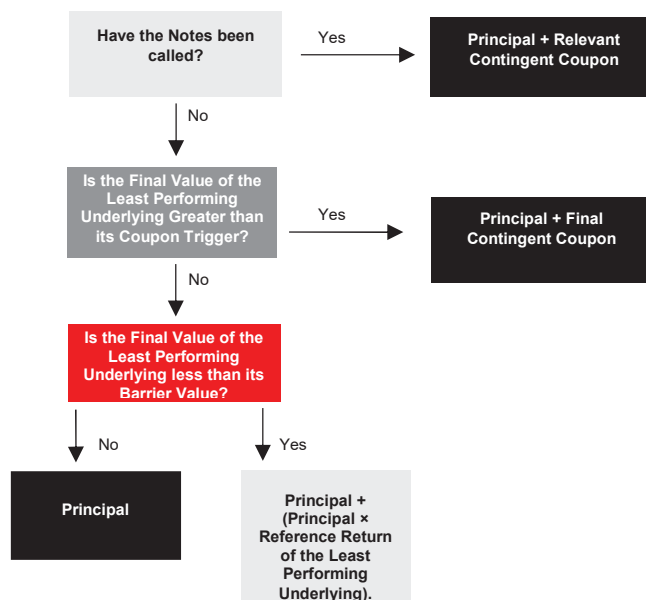 Have the Notes been
called?
Yes
Principal + Relevant
Contingent Coupon
No
Is the Final Value of the
Least Performing
Underlying Greater than
its Coupon Trigger?
Yes
Principal + Final
Contingent Coupon
No
Is the Final Value of the
Least Performing
Underlying less than its
Barrier Value?
No
Yes
Principal
Principal +
(Principal ×
Reference Return
of the Least
Performing
Underlying).